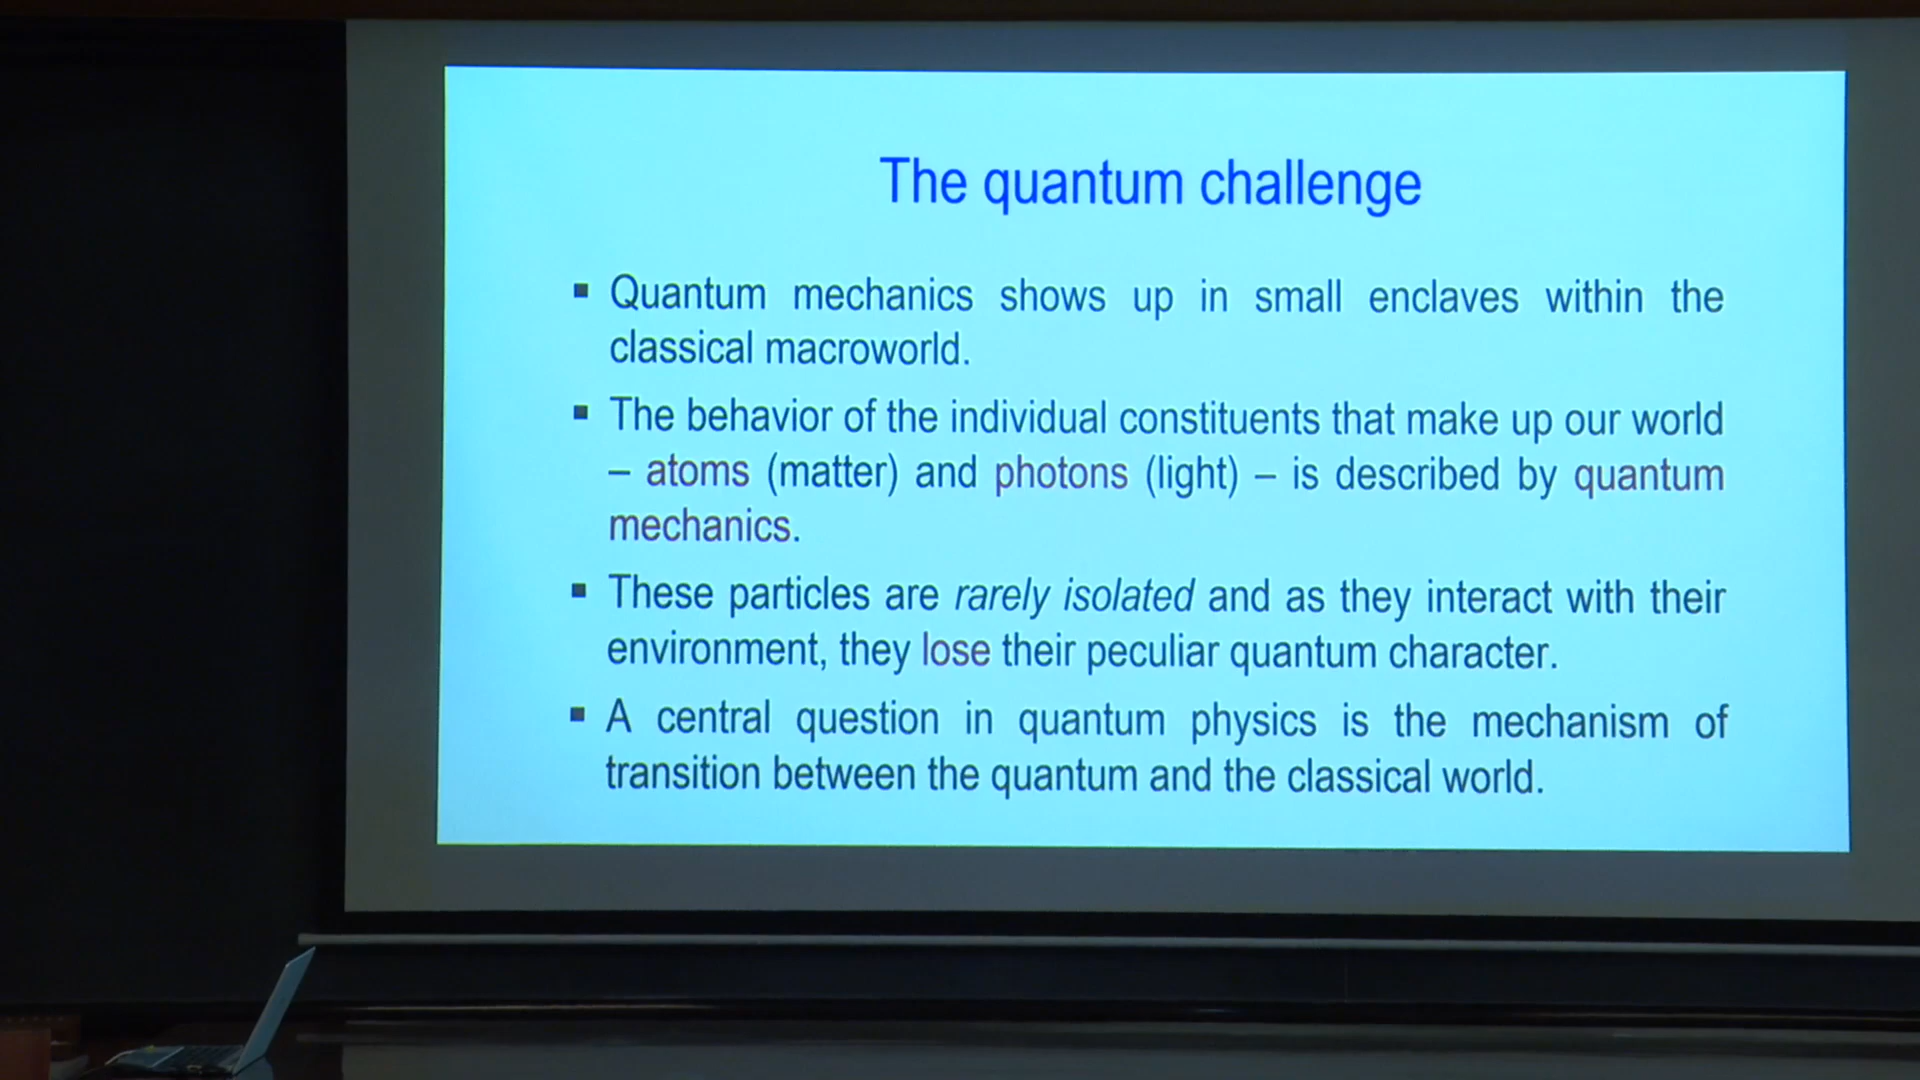 The quantum challenge
▪ Quantum mechanics shows up in small enclaves within the
classical macroworld.
▪ The behavior of the individual constituents that make up our world
– atoms (matter) and photons (light) – is described by quantum
mechanics.
▪ These particles are rarely isolated and as they interact with their
environment, they lose their peculiar quantum character.
▪ A central question in quantum physics is the mechanism of
transition between the quantum and the classical world.